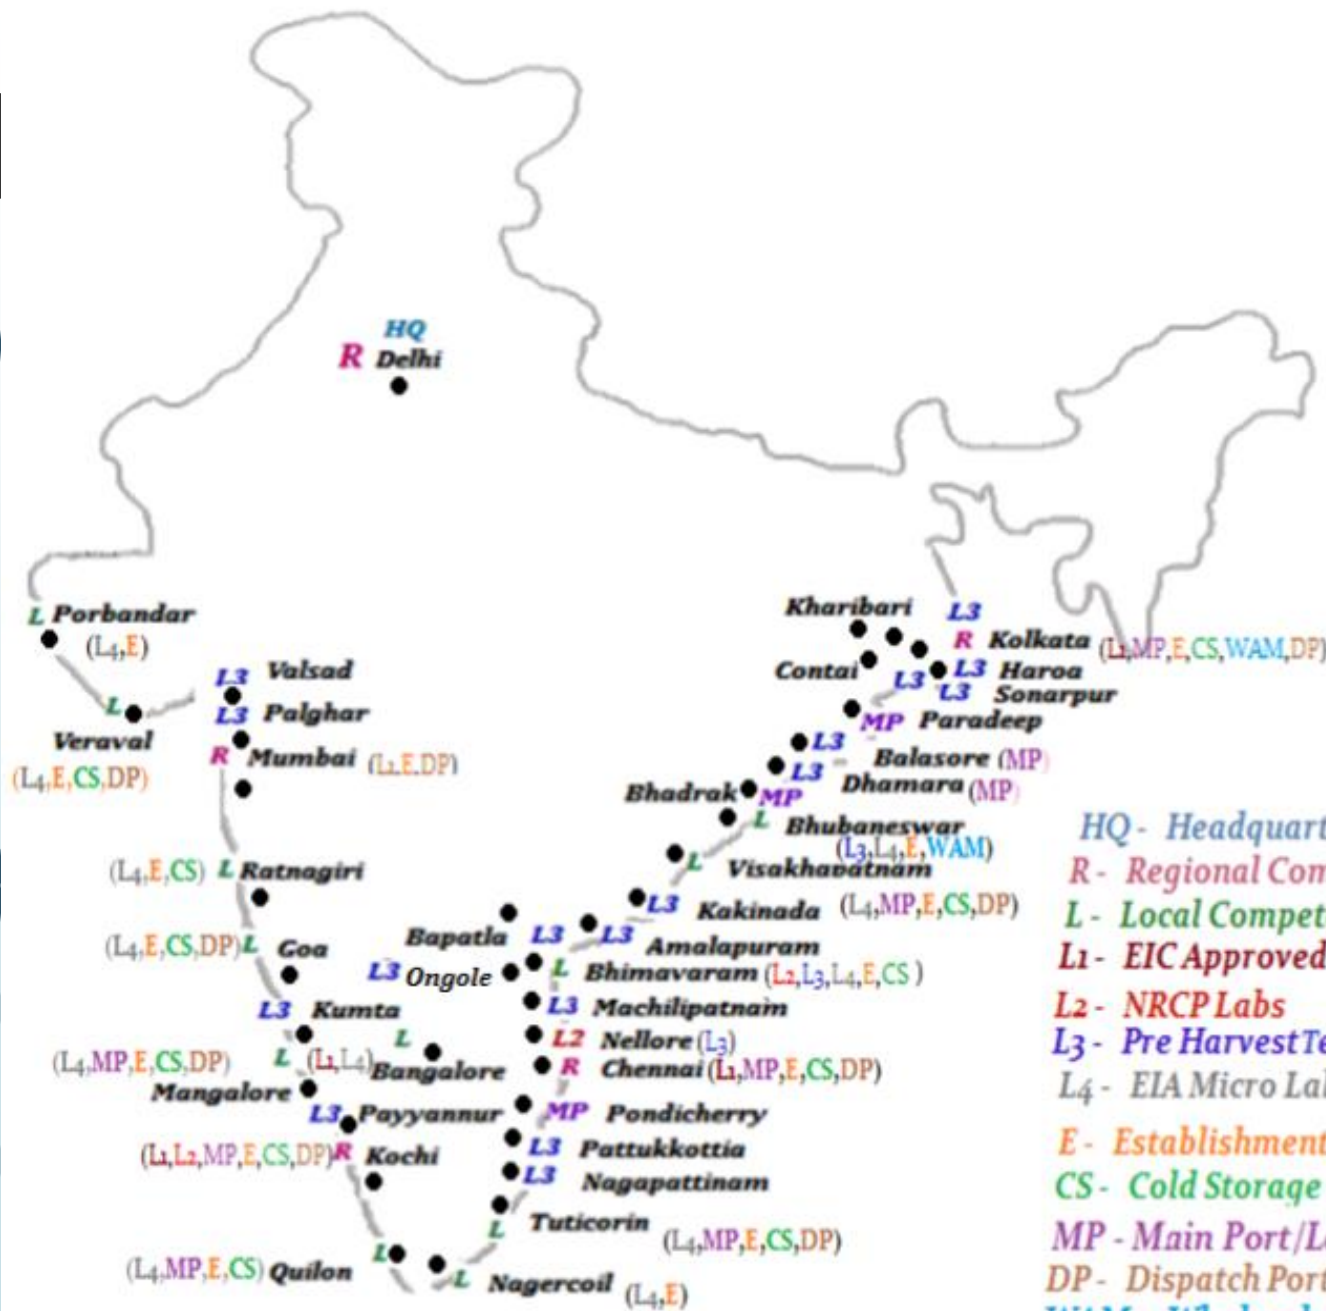 HQ
R Delhi
L Porbandar
(L4,E)
L
Veraval
(L4,E,CS,DP)
L3 Valsad
L3 Palghar
R Mumbai (L1,E,DP)
(L4,E,CS) L Ratnagiri
(L4,E,CS,DP) L Goa
L3 Kumta
L
(L4,MP,E,CS,DP) L (L1,L4) Bangalore
Mangalore
L3 Payyannur
(L1,L2,MP,E,CS,DP) R Kochi
L
(L4,MP,E,CS) Quilon
Kharibari L3
R Kolkata (L1,MP,E,CS,WAM,DP)
Contai L3 Haroa
L3 L3 Sonarpur
MP Paradeep
L3 Balasore (MP)
L3 Dhamara (MP)
Bhadrak MP
L Bhubaneswar
(L3,L4,E,WAM)
L Visakhapatnam
(L4,MP,E,CS,DP)
L3 Kakinada
Bapatla L3 L3 Amalapuram
L3 Ongole L Bhimavaram (L2,L3,L4,E,CS )
L3 Machilipatnam
L2 Nellore (L3)
R Chennai (L1,MP,E,CS,DP)
MP Pondicherry
L3 Pattukkottia
L3 Nagapattinam
L Tuticorin
(L4,MP,E,CS,DP)
L Nagercoil (L4,E)
HQ - Headquart
R - Regional Com
L - Local Compet
L1 - EIC Approved
L2 - NRCP Labs
L3 - Pre Harvest Te
L4 - EIA Micro La
E - Establishment
CS - Cold Storage
MP - Main Port/L
DP - Dispatch Port